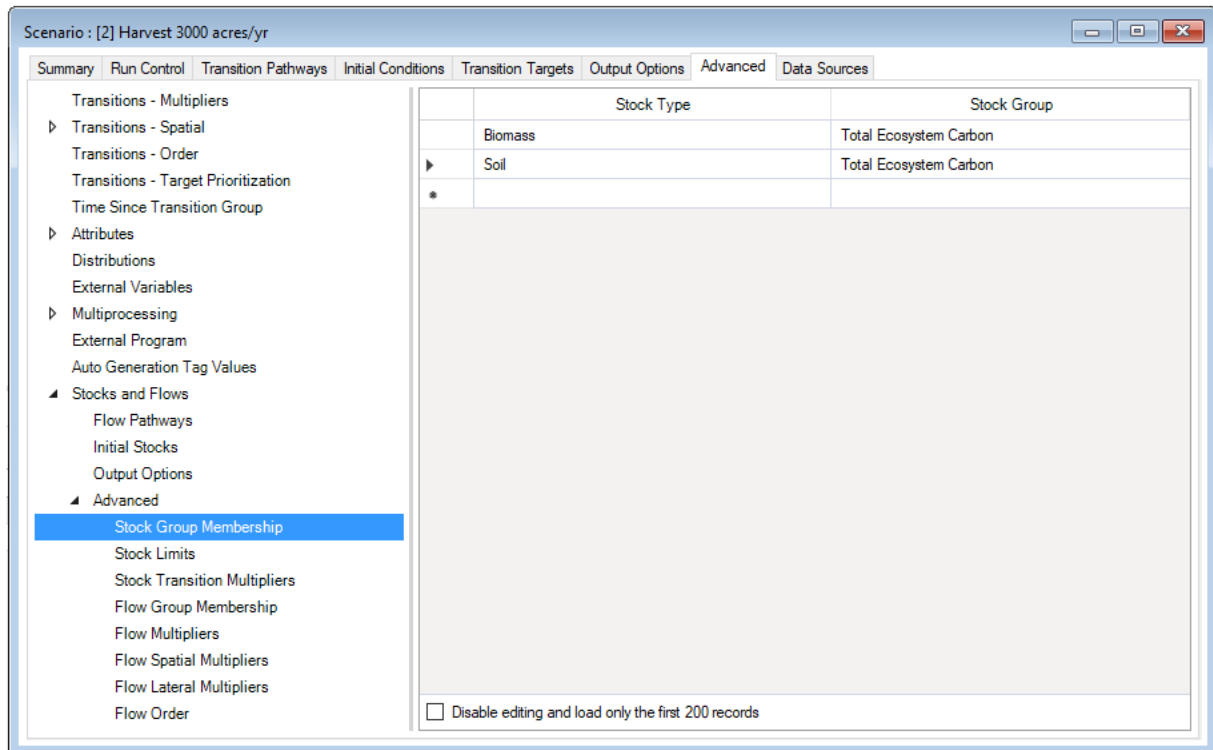 Scenario : [2] Harvest 3000 acres/yr
Summary Run Control Transition Pathways Initial Conditions Transition Targets Output Options Advanced Data Sources
Transitions - Multipliers
Transitions - Spatial
Transitions - Order
Transitions - Target Prioritization
Time Since Transition Group
Attributes
Distributions
External Variables
Multiprocessing
External Program
Auto Generation Tag Values
Stocks and Flows
Flow Pathways
Initial Stocks
Output Options
Advanced
Stock Group Membership
Stock Limits
Stock Transition Multipliers
Flow Group Membership
Flow Multipliers
Flow Spatial Multipliers
Flow Lateral Multipliers
Flow Order
Stock Type Stock Group
Biomass Total Ecosystem Carbon
Soil Total Ecosystem Carbon
Disable editing and load only the first 200 records